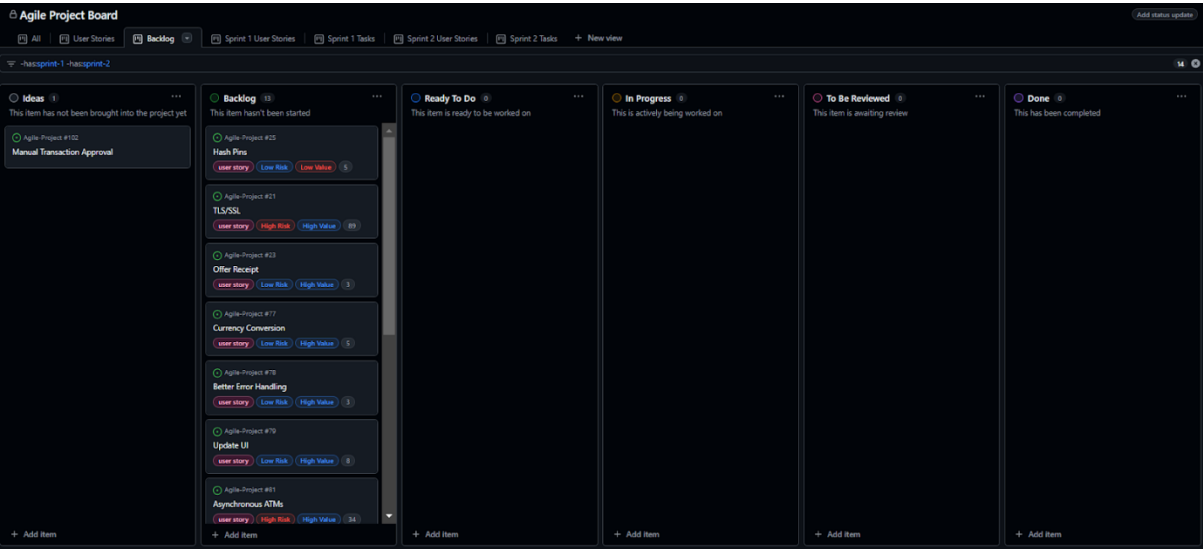 Agile Project Board
Add status update
All
User Stories
Backlog
Sprint 1 User Stories
Sprint 1 Tasks
Sprint 2 User Stories
Sprint 2 Tasks
+ New view
-has:sprint-1 -has:sprint-2
14
Ideas 1
This item has not been brought into the project yet
Agile-Project #102
Manual Transaction Approval
+ Add item
Backlog 13
This item hasn't been started
Agile-Project #25
Hash Pins
user story Low Risk Low Value 5
Agile-Project #21
TLS/SSL
user story High Risk High Value 89
Agile-Project #23
Offer Receipt
user story Low Risk High Value 3
Agile-Project #77
Currency Conversion
user story Low Risk High Value 5
Agile-Project #78
Better Error Handling
user story Low Risk High Value 3
Agile-Project #79
Update UI
user story Low Risk High Value 8
Agile-Project #81
Asynchronous ATMs
user story High Risk High Value 34
+ Add item
Ready To Do 0
This item is ready to be worked on
+ Add item
In Progress 0
This is actively being worked on
+ Add item
To Be Reviewed 0
This item is awaiting review
+ Add item
Done 0
This has been completed
+ Add item